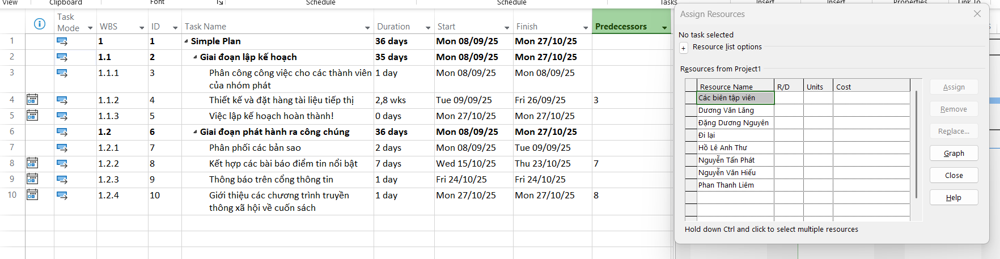 View Clipboard Font Schedule Schedule Tasks Insert Insert Properties Link To
Task Mode WBS ID Task Name Duration Start Finish Predecessors
1 1 1 Simple Plan 36 days Mon 08/09/25 Mon 27/10/25
2 1.1 2 Giai đoạn lập kế hoạch 35 days Mon 08/09/25 Mon 27/10/25
3 1.1.1 3 Phân công công việc cho các thành viên 1 day Mon 08/09/25 Mon 08/09/25
của nhóm phát
4 1.1.2 4 Thiết kế và đặt hàng tài liệu tiếp thị 2,8 wks Tue 09/09/25 Fri 26/09/25 3
5 1.1.3 5 Việc lập kế hoạch hoàn thành! 0 days Mon 27/10/25 Mon 27/10/25
6 1.2 6 Giai đoạn phát hành ra công chúng 36 days Mon 08/09/25 Mon 27/10/25
7 1.2.1 7 Phân phối các bản sao 2 days Mon 08/09/25 Tue 09/09/25
8 1.2.2 8 Kết hợp các bài báo điểm tin nổi bật 7 days Wed 15/10/25 Thu 23/10/25 7
9 1.2.3 9 Thông báo trên cổng thông tin 1 day Fri 24/10/25 Fri 24/10/25
10 1.2.4 10 Giới thiệu các chương trình truyền 1 day Mon 27/10/25 Mon 27/10/25 8
thông xã hội về cuốn sách
Assign Resources
No task selected
+ Resource list options
Resources from Project1
Resource Name R/D Units Cost
Các biên tập viên
Dương Văn Lăng
Đặng Dương Nguyên
Đi lại
Hồ Lê Anh Thư
Nguyễn Tấn Phát
Nguyễn Văn Hiếu
Phan Thanh Liêm
Assign
Remove
Replace...
Graph
Close
Help
Hold down Ctrl and click to select multiple resources